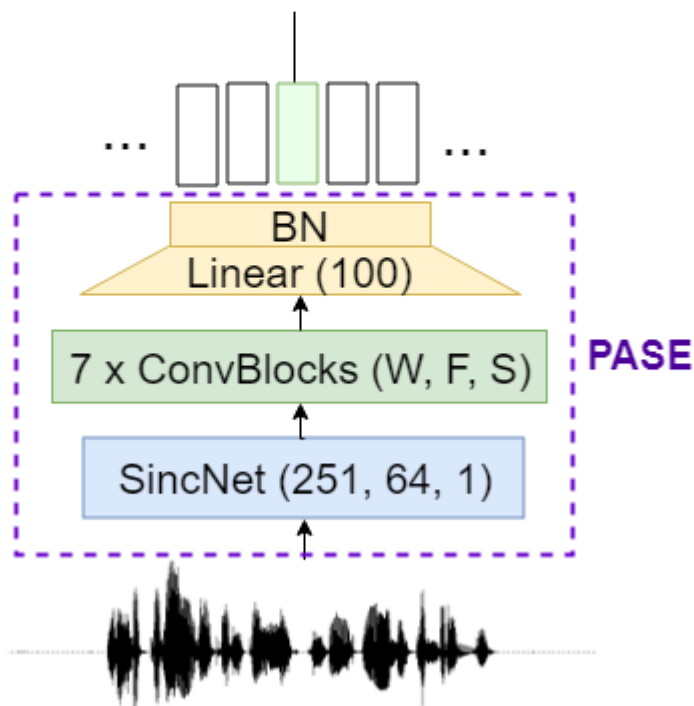 ... ...
BN
Linear (100)
7 x ConvBlocks (W, F, S)
PASE
SincNet (251, 64, 1)